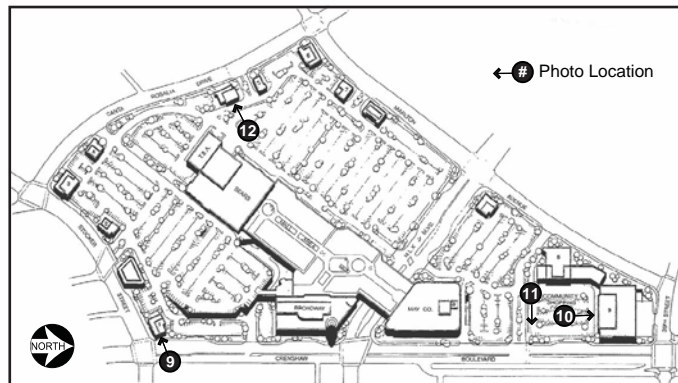 # Photo Location
SANTA
ROSALIA
DRIVE
MARLTON
AVENUE
12
T.B.A.
SEARS
STOCKER
STREET
BROADWAY
MAY CO.
COMMUNITY
SHOPPING
11
10
39TH STREET
NORTH
9
CRENSHAW
BOULEVARD